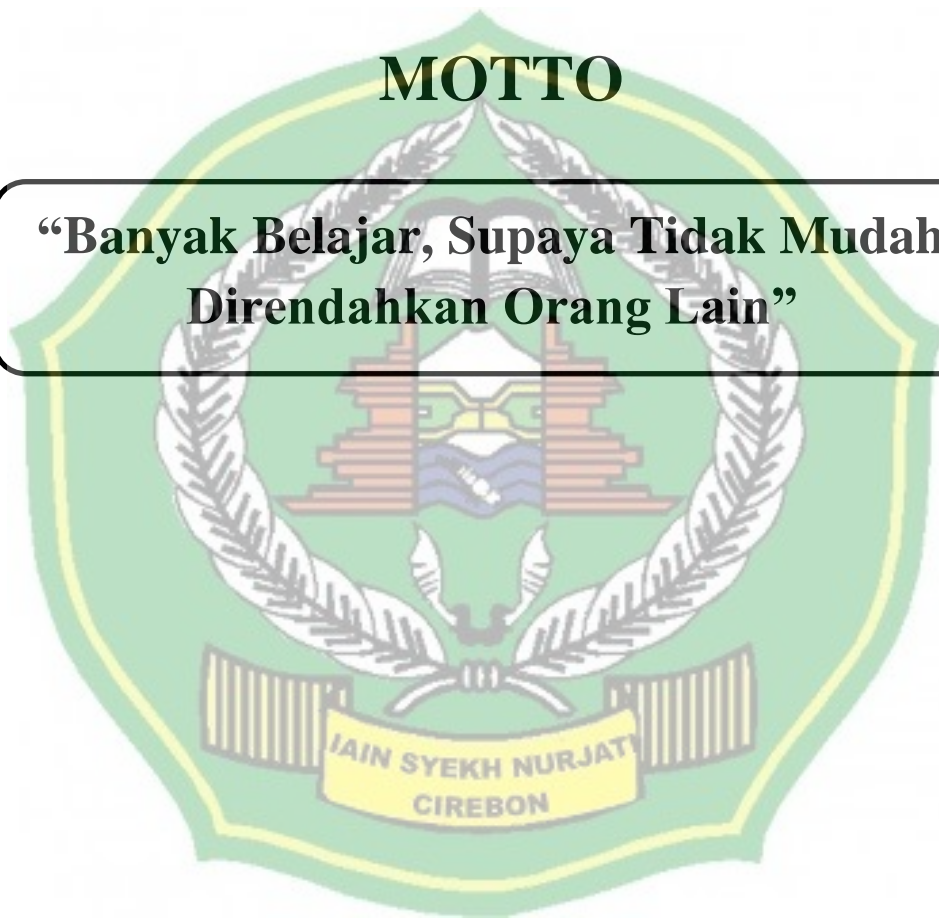 MOTTO
“Banyak Belajar, Supaya Tidak Mudah
Direndahkan Orang Lain”
IAIN SYEKH NURJATI
CIREBON